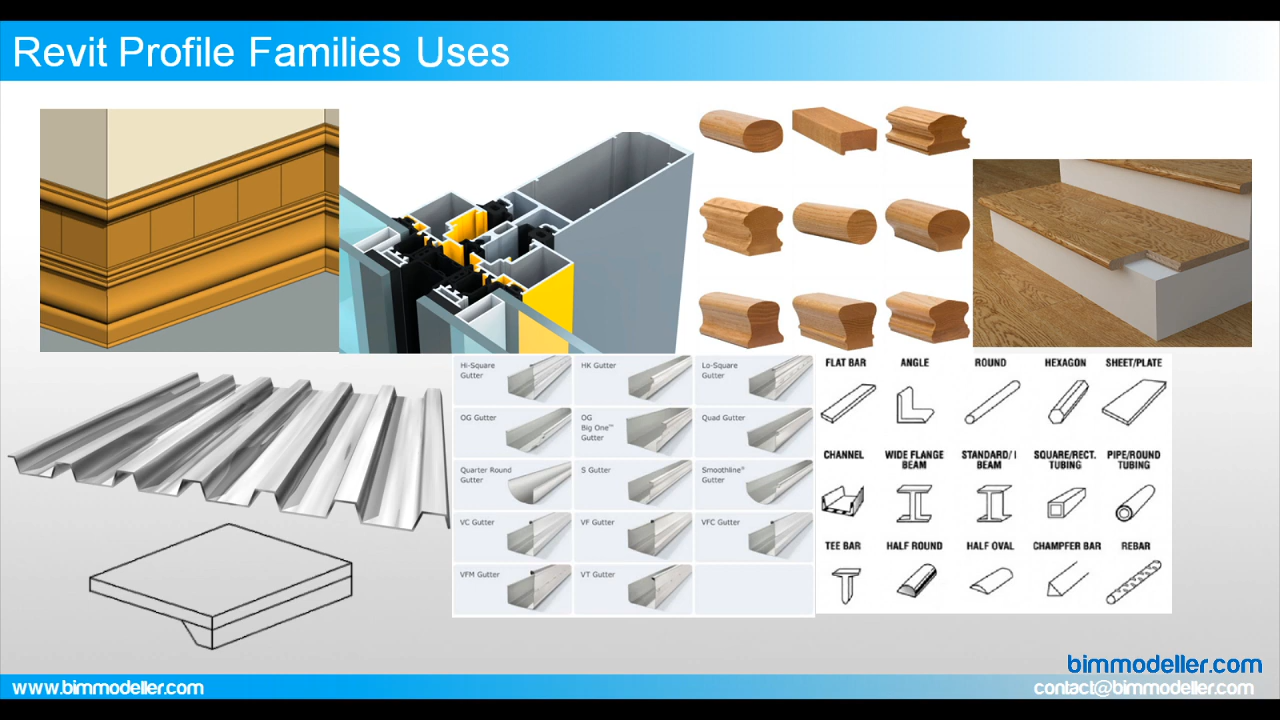 Revit Profile Families Uses
Hi-Square
Gutter
HK Gutter
Lo-Square
Gutter
OG Gutter
OG
Big One™
Gutter
Quad Gutter
Quarter Round
Gutter
S Gutter
Smoothline®
Gutter
VC Gutter
VF Gutter
VFC Gutter
VFM Gutter
VT Gutter
FLAT BAR
ANGLE
ROUND
HEXAGON
SHEET/PLATE
CHANNEL
WIDE FLANGE
BEAM
STANDARD/I
BEAM
SQUARE/RECT.
TUBING
PIPE/ROUND
TUBING
TEE BAR
HALF ROUND
HALF OVAL
CHAMPFER BAR
REBAR
bimmodeller.com
www.bimmodeller.com
contact@bimmodeller.com